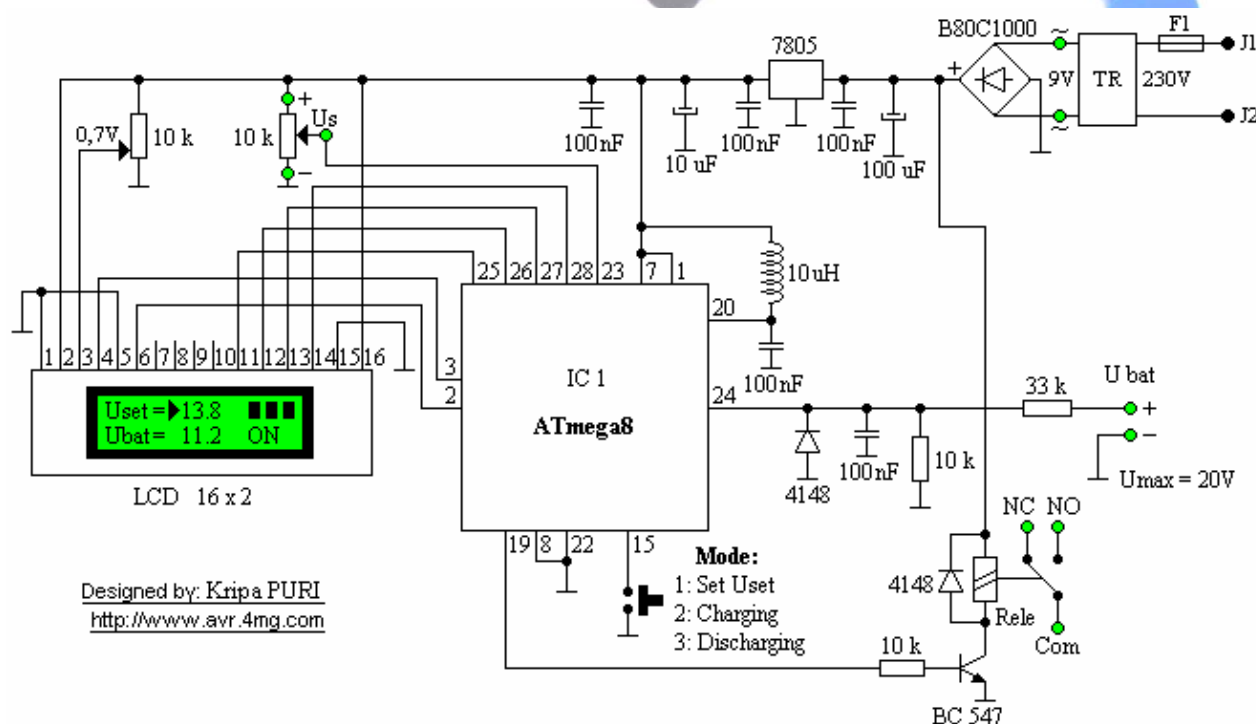 B80C1000
7805
F1
J1
+
~
9V
TR
230V
~
J2
0,7V
10 k
10 k
+
Us
−
100nF
10 uF
100nF
100nF
100 uF
25 26 27 28 23 7 1
10uH
20
100nF
1 2 3 4 5 6 7 8 9 10 11 12 13 14 15 16
3
2
IC 1
ATmega8
24
33 k
U bat
+
−
Umax = 20V
Uset = 13.8
Ubat= 11.2 ON
LCD 16 x 2
4148
100nF
10 k
19 8 22 15
Mode:
1: Set Uset
2: Charging
3: Discharging
NC NO
4148
Rele
Com
10 k
BC 547
Designed by: Kripa PURI
http://www.avr.4mg.com